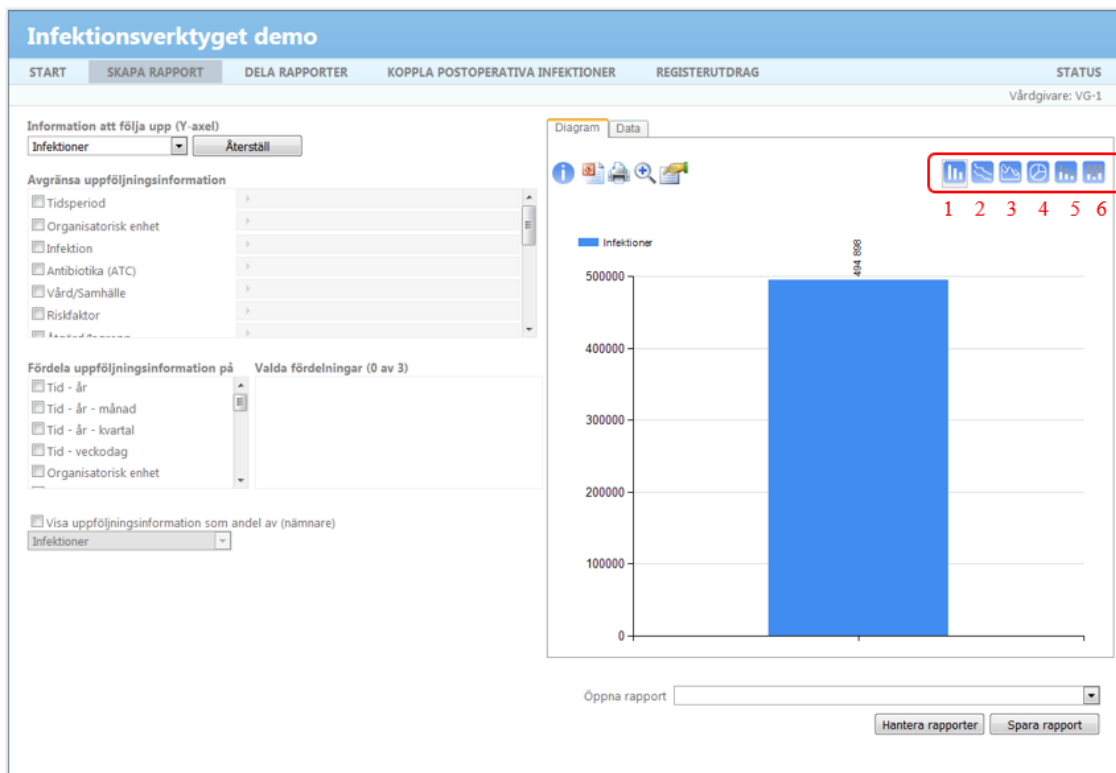 Infektionsverktyget demo
START SKAPA RAPPORT DELA RAPPORTER KOPPLA POSTOPERATIVA INFEKTIONER REGISTERUTDRAG STATUS
Vårdgivare: VG-1
Information att följa upp (Y-axel)
Infektioner Återställ
Avgränsa uppföljningsinformation
Tidsperiod
Organisatorisk enhet
Infektion
Antibiotika (ATC)
Vård/Samhälle
Riskfaktor
Fördela uppföljningsinformation på Valda fördelningar (0 av 3)
Tid - år
Tid - år - månad
Tid - år - kvartal
Tid - veckodag
Organisatorisk enhet
Visa uppföljningsinformation som andel av (nämnare)
Infektioner
Diagram Data
1 2 3 4 5 6
Infektioner
494 898
500000
400000
300000
200000
100000
0
Öppna rapport
Hantera rapporter Spara rapport